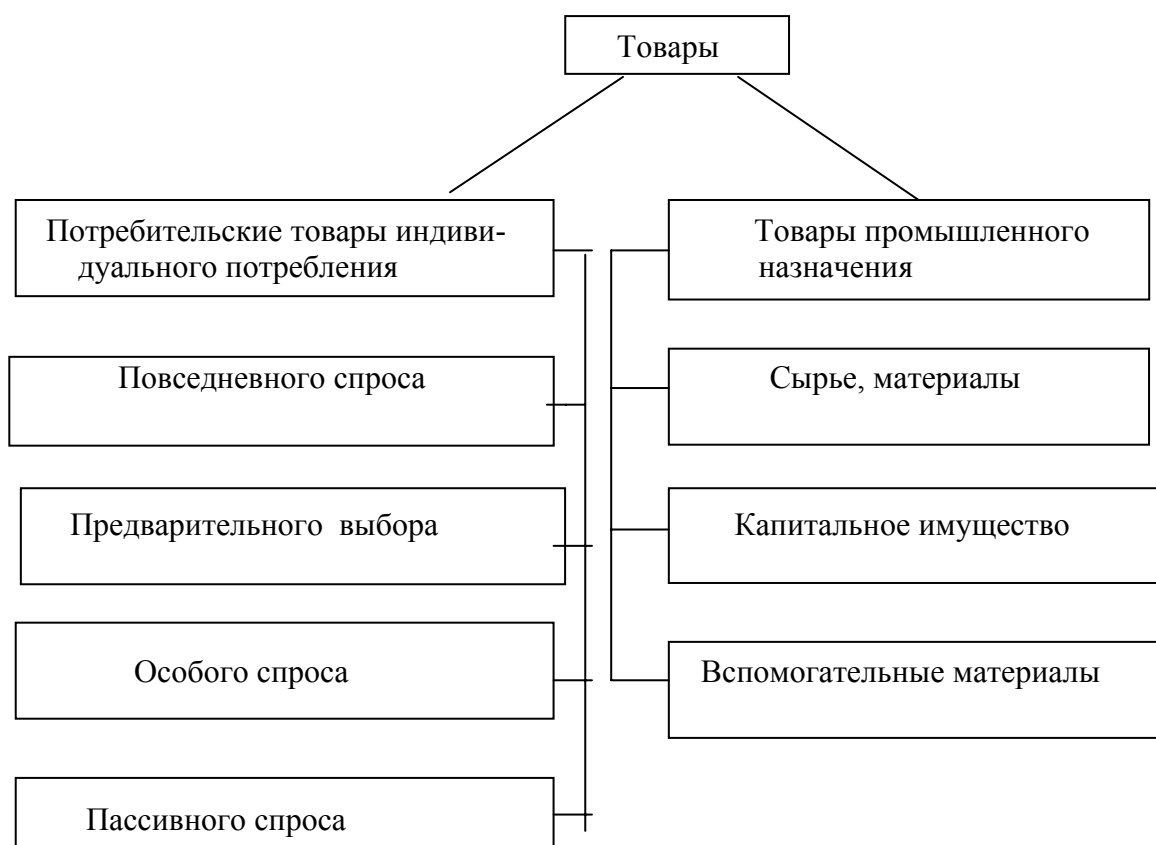 Товары
Потребительские товары индиви-
дуального потребления
Товары промышленного
назначения
Повседневного спроса
Сырье, материалы
Предварительного выбора
Капитальное имущество
Особого спроса
Вспомогательные материалы
Пассивного спроса